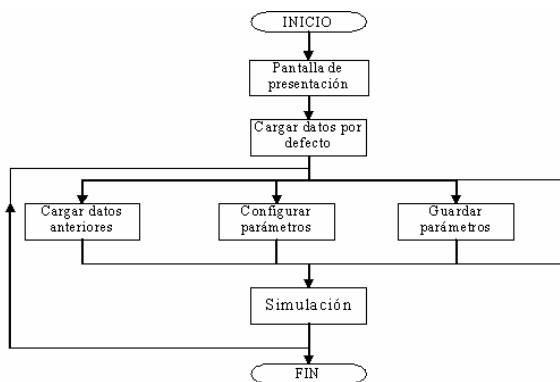 INICIO
Pantalla de
presentación
Cargar datos por
defecto
Cargar datos
anteriores
Configurar
parámetros
Guardar
parámetros
Simulación
FIN